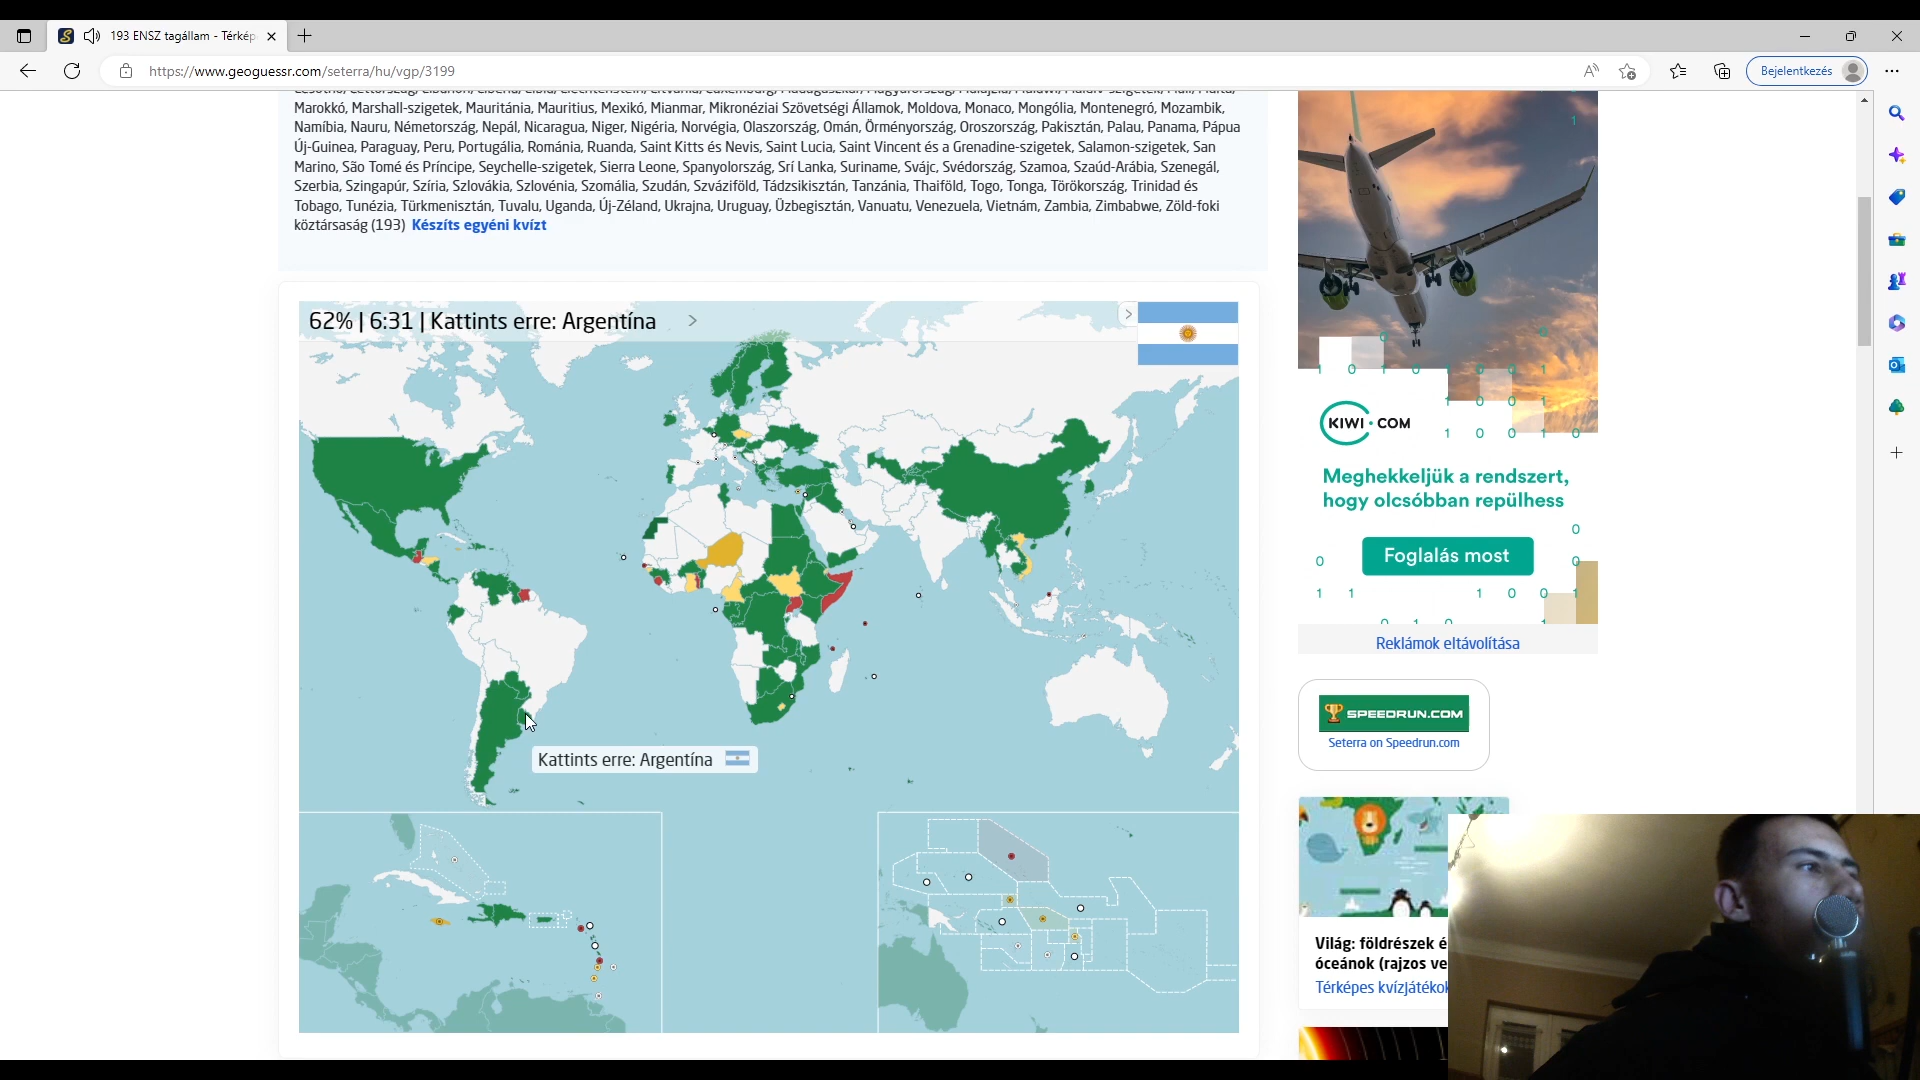 193 ENSZ tagállam - Térkép
https://www.geoguessr.com/seterra/hu/vgp/3199
Bejelentkezés
Marokkó, Marshall-szigetek, Mauritánia, Mauritius, Mexikó, Mianmar, Mikronéziai Szövetségi Államok, Moldova, Monaco, Mongólia, Montenegró, Mozambik,
Namíbia, Nauru, Németország, Nepál, Nicaragua, Niger, Nigéria, Norvégia, Olaszország, Omán, Örményország, Oroszország, Pakisztán, Palau, Panama, Pápua
Új-Guinea, Paraguay, Peru, Portugália, Románia, Ruanda, Saint Kitts és Nevis, Saint Lucia, Saint Vincent és a Grenadine-szigetek, Salamon-szigetek, San
Marino, São Tomé és Príncipe, Seychelle-szigetek, Sierra Leone, Spanyolország, Srí Lanka, Suriname, Svájc, Svédország, Szamoa, Szaúd-Arábia, Szenegál,
Szerbia, Szingapúr, Szíria, Szlovákia, Szlovénia, Szomália, Szudán, Szváziföld, Tádzsikisztán, Tanzánia, Thaiföld, Togo, Tonga, Törökország, Trinidad és
Tobago, Tunézia, Türkmenisztán, Tuvalu, Uganda, Új-Zéland, Ukrajna, Uruguay, Üzbegisztán, Vanuatu, Venezuela, Vietnám, Zambia, Zimbabwe, Zöld-foki
köztársaság (193) Készíts egyéni kvízt
62% | 6:31 | Kattints erre: Argentína
Kattints erre: Argentína
KIWI.COM
Meghekkeljük a rendszert,
hogy olcsóbban repülhess
Foglalás most
Reklámok eltávolítása
SPEEDRUN.COM
Seterra on Speedrun.com
Világ: földrészek é
óceánok (rajzos ve
Térképes kvízjátékok